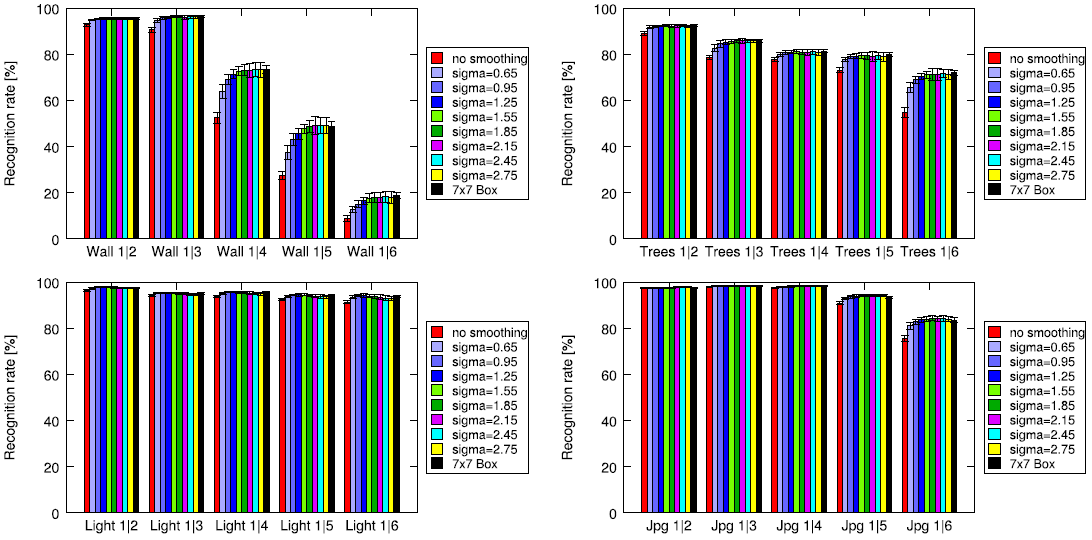 Recognition rate [%]
100
80
60
40
20
0
Wall 1|2
Wall 1|3
Wall 1|4
Wall 1|5
Wall 1|6
no smoothing
sigma=0.65
sigma=0.95
sigma=1.25
sigma=1.55
sigma=1.85
sigma=2.15
sigma=2.45
sigma=2.75
7x7 Box
Recognition rate [%]
100
80
60
40
20
0
Trees 1|2
Trees 1|3
Trees 1|4
Trees 1|5
Trees 1|6
no smoothing
sigma=0.65
sigma=0.95
sigma=1.25
sigma=1.55
sigma=1.85
sigma=2.15
sigma=2.45
sigma=2.75
7x7 Box
Recognition rate [%]
100
80
60
40
20
0
Light 1|2
Light 1|3
Light 1|4
Light 1|5
Light 1|6
no smoothing
sigma=0.65
sigma=0.95
sigma=1.25
sigma=1.55
sigma=1.85
sigma=2.15
sigma=2.45
sigma=2.75
7x7 Box
Recognition rate [%]
100
80
60
40
20
0
Jpg 1|2
Jpg 1|3
Jpg 1|4
Jpg 1|5
Jpg 1|6
no smoothing
sigma=0.65
sigma=0.95
sigma=1.25
sigma=1.55
sigma=1.85
sigma=2.15
sigma=2.45
sigma=2.75
7x7 Box